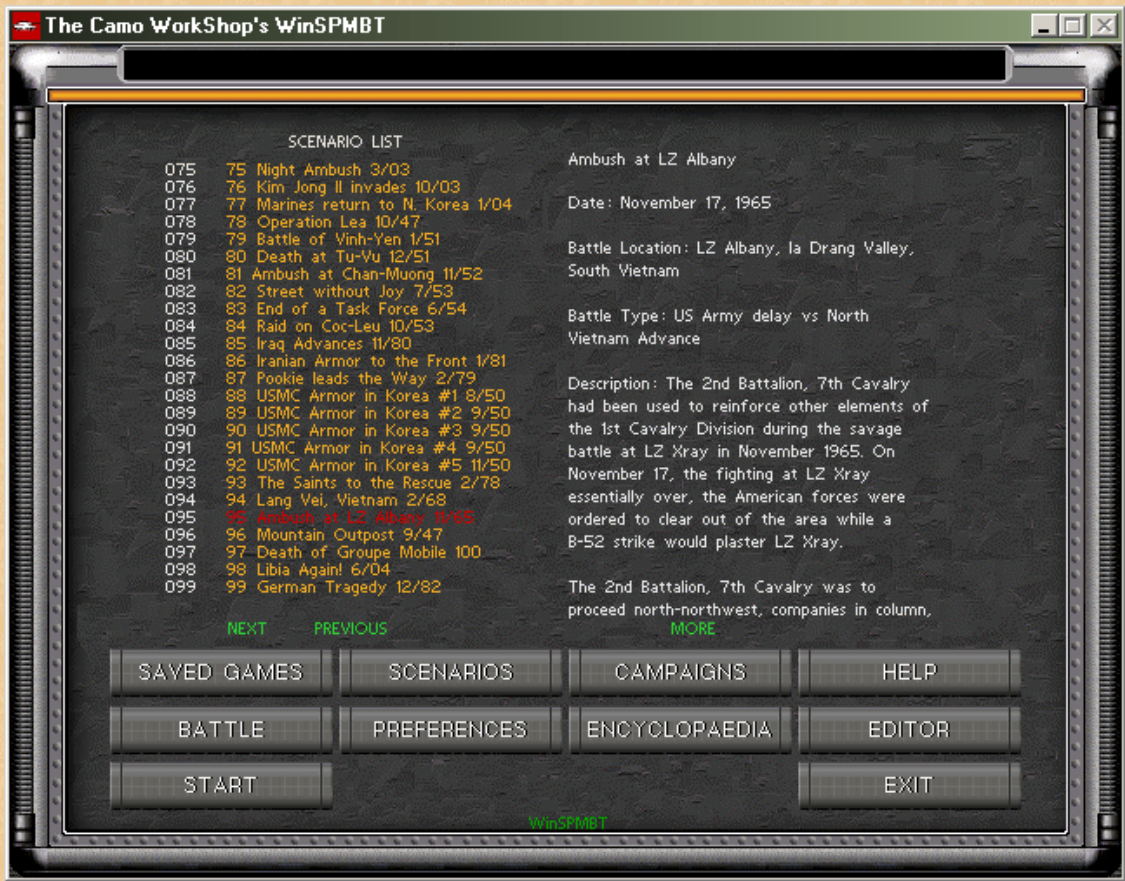 The Camo WorkShop's WinSPMBT
SCENARIO LIST
075 75 Night Ambush 3/03
076 76 Kim Jong Il invades 10/03
077 77 Marines return to N. Korea 1/04
078 78 Operation Lea 10/47
079 79 Battle of Vinh-Yen 1/51
080 80 Death at Tu-Vu 12/51
081 81 Ambush at Chan-Muong 11/52
082 82 Street without Joy 7/53
083 83 End of a Task Force 6/54
084 84 Raid on Coc-Leu 10/53
085 85 Iraq Advances 11/80
086 86 Iranian Armor to the Front 1/81
087 87 Pookie leads the Way 2/79
088 88 USMC Armor in Korea #1 8/50
089 89 USMC Armor in Korea #2 9/50
090 90 USMC Armor in Korea #3 9/50
091 91 USMC Armor in Korea #4 9/50
092 92 USMC Armor in Korea #5 11/50
093 93 The Saints to the Rescue 2/78
094 94 Lang Vei, Vietnam 2/68
095 95 Ambush at LZ Albany 11/65
096 96 Mountain Outpost 9/47
097 97 Death of Groupe Mobile 100
098 98 Libia Again! 6/04
099 99 German Tragedy 12/82
NEXT PREVIOUS
Ambush at LZ Albany
Date: November 17, 1965
Battle Location: LZ Albany, Ia Drang Valley,
South Vietnam
Battle Type: US Army delay vs North
Vietnam Advance
Description: The 2nd Battalion, 7th Cavalry
had been used to reinforce other elements of
the 1st Cavalry Division during the savage
battle at LZ Xray in November 1965. On
November 17, the fighting at LZ Xray
essentially over, the American forces were
ordered to clear out of the area while a
B-52 strike would plaster LZ Xray.
The 2nd Battalion, 7th Cavalry was to
proceed north-northwest, companies in column,
MORE
SAVED GAMES SCENARIOS CAMPAIGNS HELP
BATTLE PREFERENCES ENCYCLOPAEDIA EDITOR
START EXIT
WinSPMBT